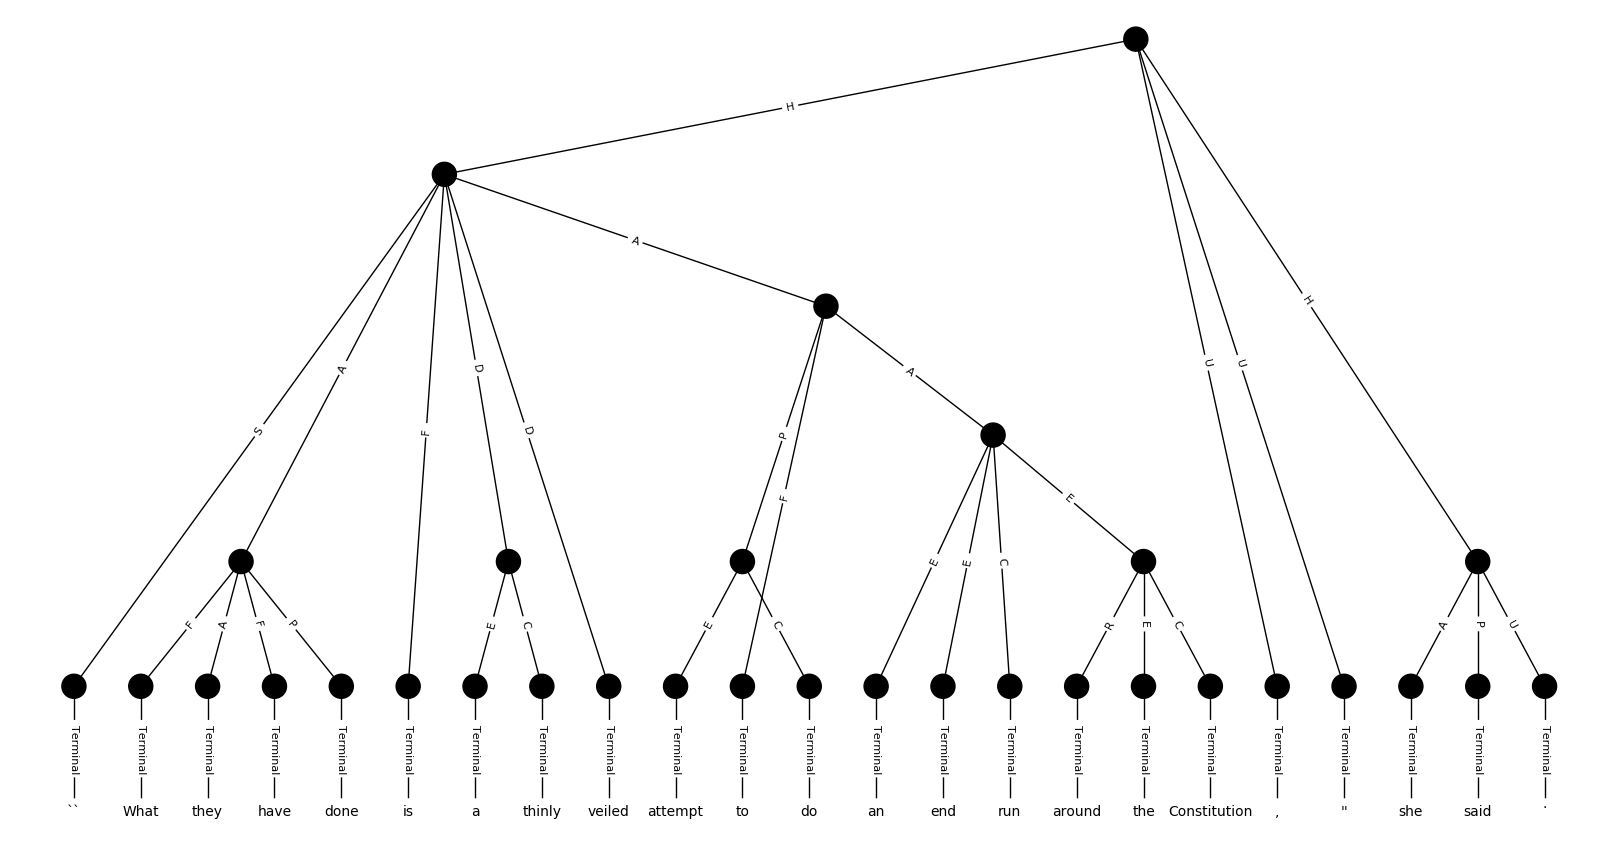 H
A
H
A
D
U
U
A
S
F
D
P
F
E
E
E
C
F
A
F
P
E
C
E
C
R
E
C
A
P
U
Terminal Terminal Terminal Terminal Terminal Terminal Terminal Terminal Terminal Terminal Terminal Terminal Terminal Terminal Terminal Terminal Terminal Terminal Terminal Terminal Terminal Terminal Terminal
`` What they have done is a thinly veiled attempt to do an end run around the Constitution , " she said .